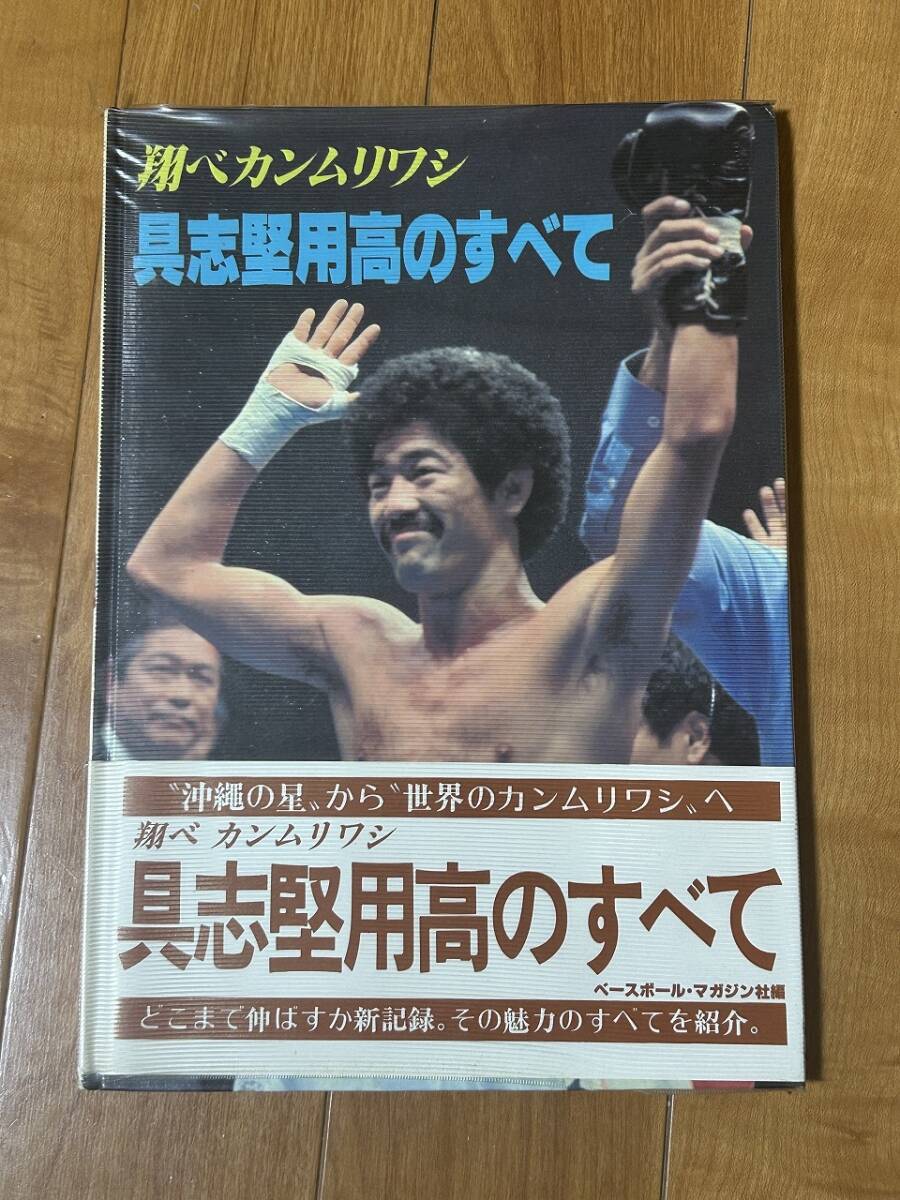 翔べカンムリワシ
具志堅用高のすべて
〝沖繩の星〟から〝世界のカンムリワシ〟へ
翔べ カンムリワシ
具志堅用高のすべて
ベースボール・マガジン社編
どこまで伸ばすか新記録。その魅力のすべてを紹介。